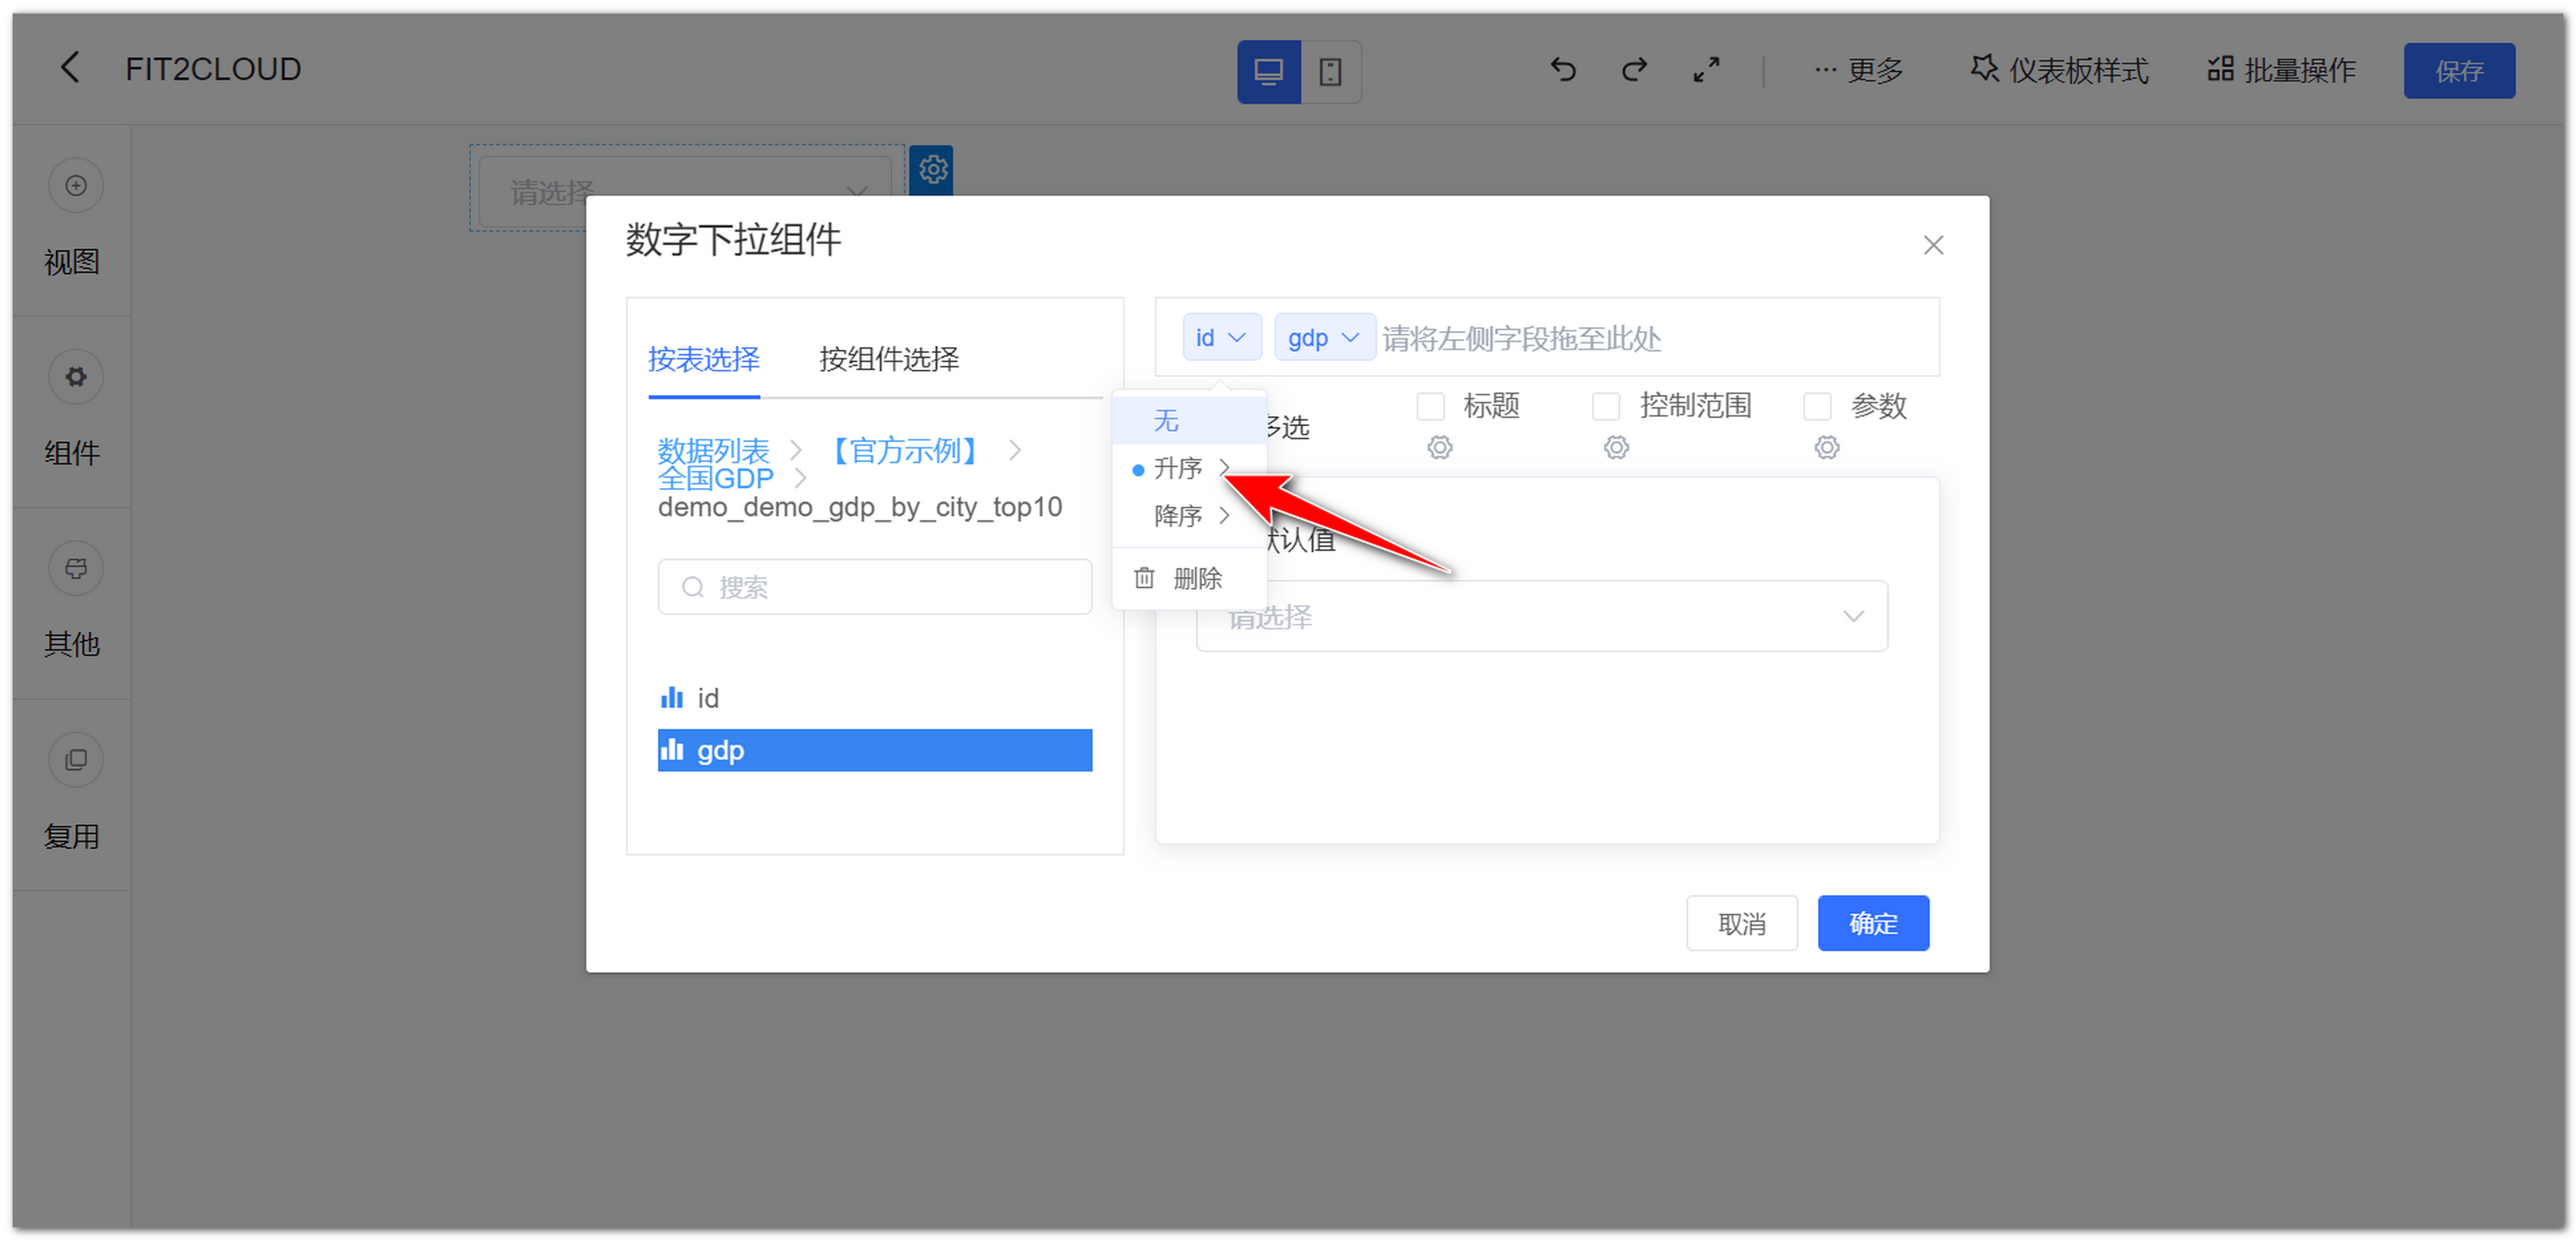 FIT2CLOUD
更多
仪表板样式
批量操作
保存
视图
组件
其他
复用
请选择
数字下拉组件
按表选择
按组件选择
数据列表
【官方示例】
全国GDP
demo_demo_gdp_by_city_top10
搜索
id
gdp
id
gdp
请将左侧字段拖至此处
多选
标题
控制范围
参数
无
升序
降序
删除
默认值
请选择
取消
确定